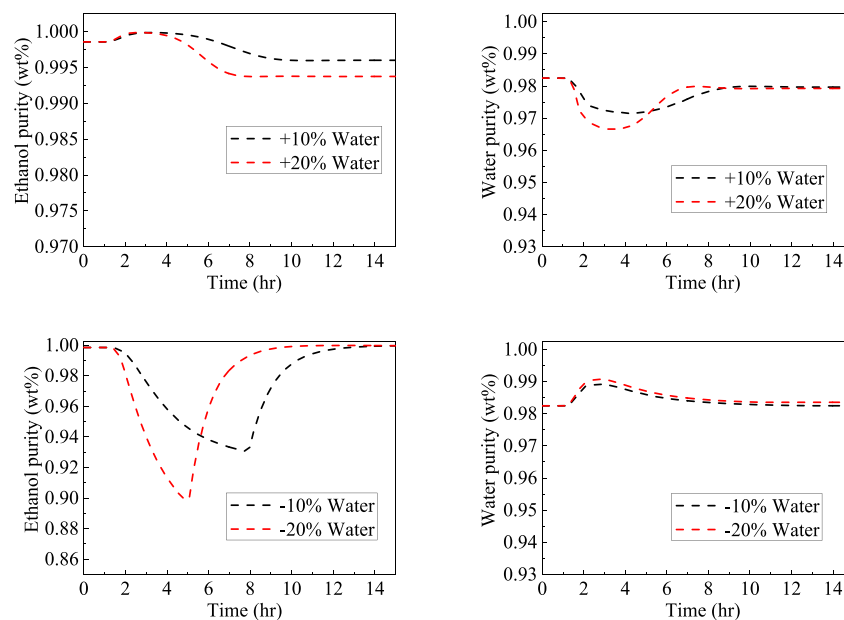 1.000
0.995
0.990
0.985
0.980
0.975
0.970
Ethanol purity (wt%)
+10% Water
+20% Water
0 2 4 6 8 10 12 14
Time (hr)
1.00
0.99
0.98
0.97
0.96
0.95
0.94
0.93
Water purity (wt%)
+10% Water
+20% Water
0 2 4 6 8 10 12 14
Time (hr)
1.00
0.98
0.96
0.94
0.92
0.90
0.88
0.86
Ethanol purity (wt%)
-10% Water
-20% Water
0 2 4 6 8 10 12 14
Time (hr)
1.00
0.99
0.98
0.97
0.96
0.95
0.94
0.93
Water purity (wt%)
-10% Water
-20% Water
0 2 4 6 8 10 12 14
Time (hr)